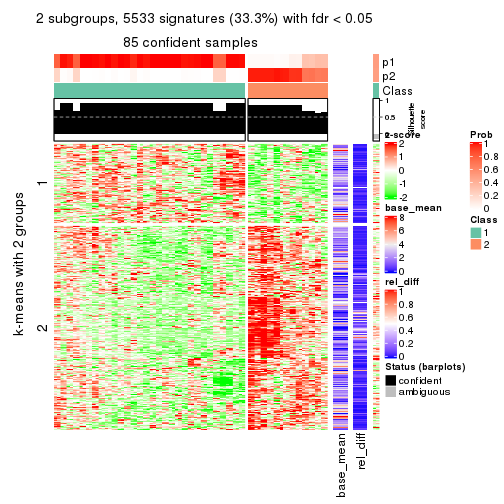 2 subgroups, 5533 signatures (33.3%) with fdr < 0.05
85 confident samples
p1
p2
Class
1
0.5
0
Silhouette
score
1
2
k-means with 2 groups
base_mean
rel_diff
z-score
2
1
0
-1
-2
base_mean
8
6
4
2
0
rel_diff
1
0.8
0.6
0.4
0.2
0
Status (barplots)
confident
ambiguous
Prob
1
0.8
0.6
0.4
0.2
0
Class
1
2